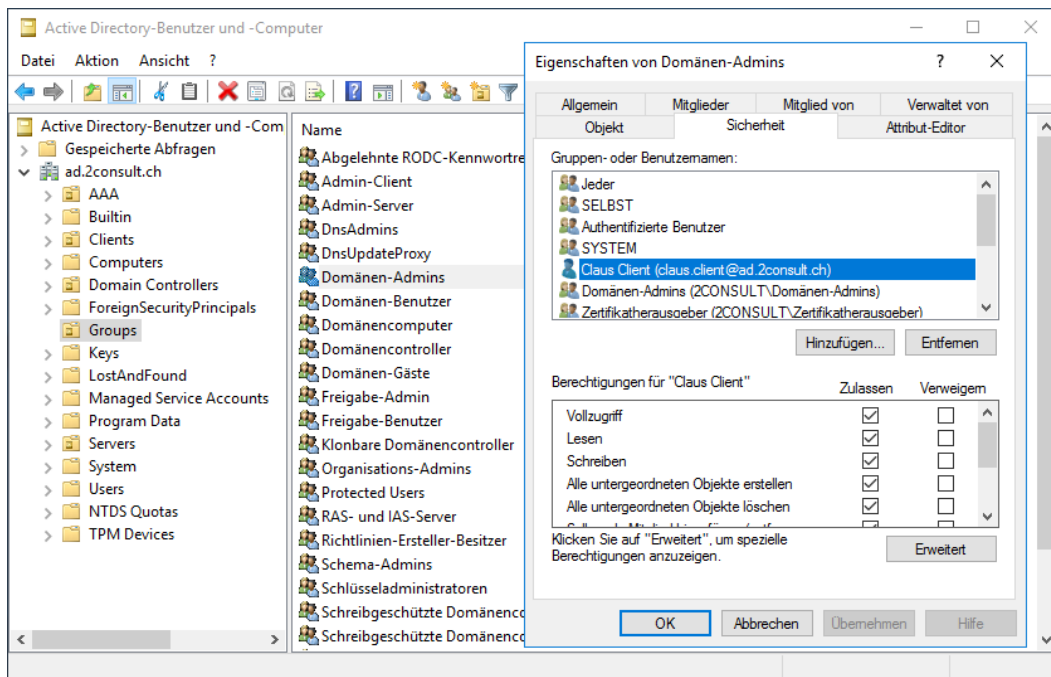 Active Directory-Benutzer und -Computer
Datei Aktion Ansicht ?
Active Directory-Benutzer und -Com
Gespeicherte Abfragen
ad.2consult.ch
AAA
Builtin
Clients
Computers
Domain Controllers
ForeignSecurityPrincipals
Groups
Keys
LostAndFound
Managed Service Accounts
Program Data
Servers
System
Users
NTDS Quotas
TPM Devices
Name
Abgelehnte RODC-Kennwortre
Admin-Client
Admin-Server
DnsAdmins
DnsUpdateProxy
Domänen-Admins
Domänen-Benutzer
Domänencomputer
Domänencontroller
Domänen-Gäste
Freigabe-Admin
Freigabe-Benutzer
Klonbare Domänencontroller
Organisations-Admins
Protected Users
RAS- und IAS-Server
Richtlinien-Ersteller-Besitzer
Schema-Admins
Schlüsseladministratoren
Schreibgeschützte Domänenco
Schreibgeschützte Domänenco
Eigenschaften von Domänen-Admins ?
Allgemein Mitglieder Mitglied von Verwaltet von
Objekt Sicherheit Attribut-Editor
Gruppen- oder Benutzernamen:
Jeder
SELBST
Authentifizierte Benutzer
SYSTEM
Claus Client (claus.client@ad.2consult.ch)
Domänen-Admins (2CONSULT\Domänen-Admins)
Zertifikatherausgeber (2CONSULT\Zertifikatherausgeber)
Hinzufügen... Entfernen
Berechtigungen für "Claus Client" Zulassen Verweigern
Vollzugriff
Lesen
Schreiben
Alle untergeordneten Objekte erstellen
Alle untergeordneten Objekte löschen
Klicken Sie auf "Erweitert", um spezielle
Berechtigungen anzuzeigen.
Erweitert
OK Abbrechen Übernehmen Hilfe